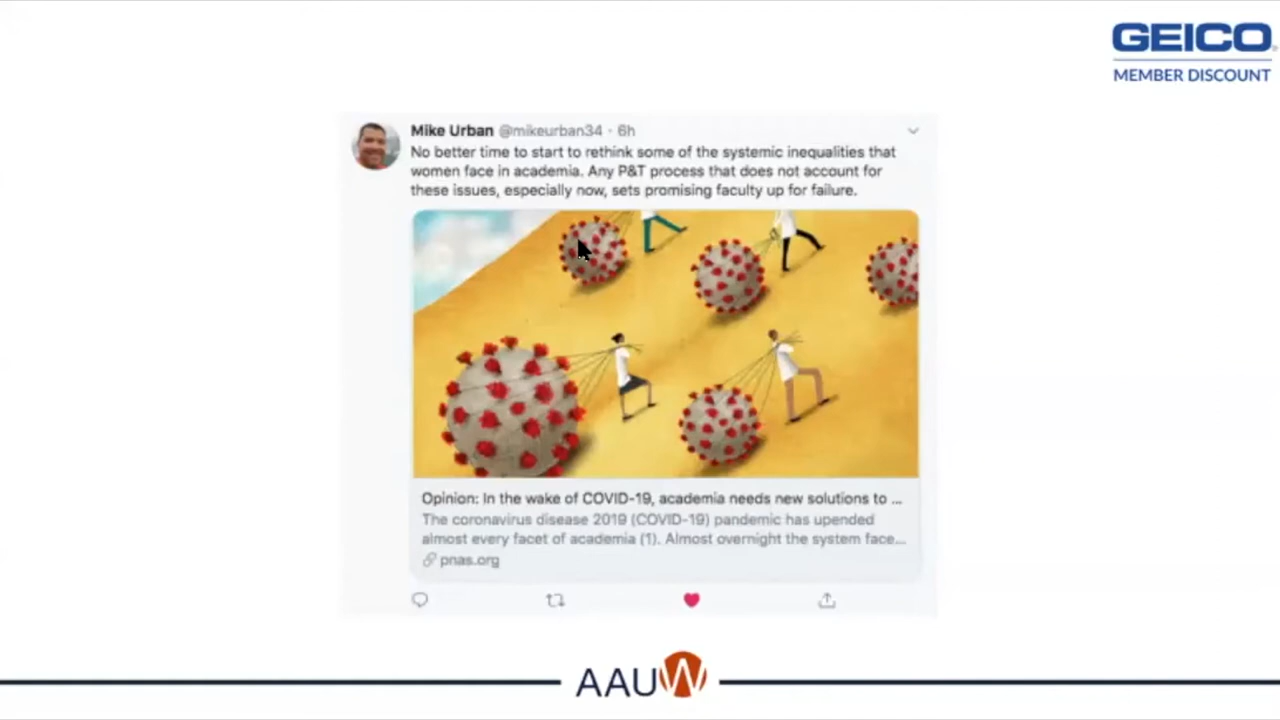 GEICO
MEMBER DISCOUNT
Mike Urban @mikeurban34 · 6h
No better time to start to rethink some of the systemic inequalities that
women face in academia. Any P&T process that does not account for
these issues, especially now, sets promising faculty up for failure.
Opinion: In the wake of COVID-19, academia needs new solutions to ...
The coronavirus disease 2019 (COVID-19) pandemic has upended
almost every facet of academia (1). Almost overnight the system face...
pnas.org
AAUW